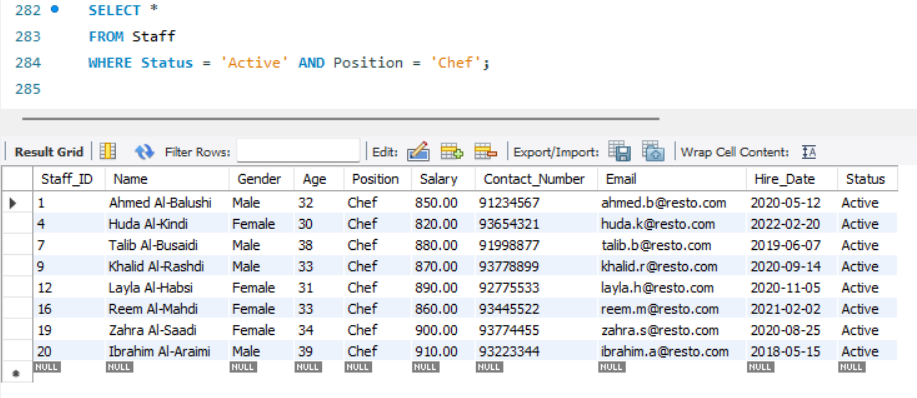 282 SELECT *
283 FROM Staff
284 WHERE Status = 'Active' AND Position = 'Chef';
285
Result Grid Filter Rows: Edit: Export/Import: Wrap Cell Content: IA
Staff_ID Name Gender Age Position Salary Contact_Number Email Hire_Date Status
1 Ahmed Al-Balushi Male 32 Chef 850.00 91234567 ahmed.b@resto.com 2020-05-12 Active
4 Huda Al-Kindi Female 30 Chef 820.00 93654321 huda.k@resto.com 2022-02-20 Active
7 Talib Al-Busaidi Male 38 Chef 880.00 91998877 talib.b@resto.com 2019-06-07 Active
9 Khalid Al-Rashdi Male 33 Chef 870.00 93778899 khalid.r@resto.com 2020-09-14 Active
12 Layla Al-Habsi Female 31 Chef 890.00 92775533 layla.h@resto.com 2020-11-05 Active
16 Reem Al-Mahdi Female 33 Chef 860.00 93445522 reem.m@resto.com 2021-02-02 Active
19 Zahra Al-Saadi Female 34 Chef 900.00 93774455 zahra.s@resto.com 2020-08-25 Active
20 Ibrahim Al-Araimi Male 39 Chef 910.00 93223344 ibrahim.a@resto.com 2018-05-15 Active
NULL NULL NULL NULL NULL NULL NULL NULL NULL NULL